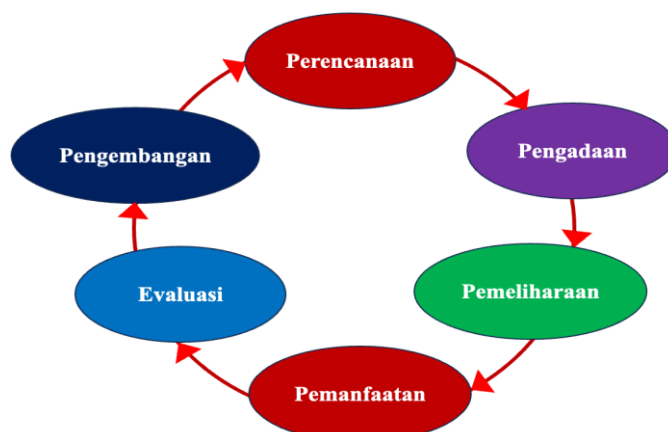 Perencanaan
Pengadaan
Pemeliharaan
Pemanfaatan
Evaluasi
Pengembangan